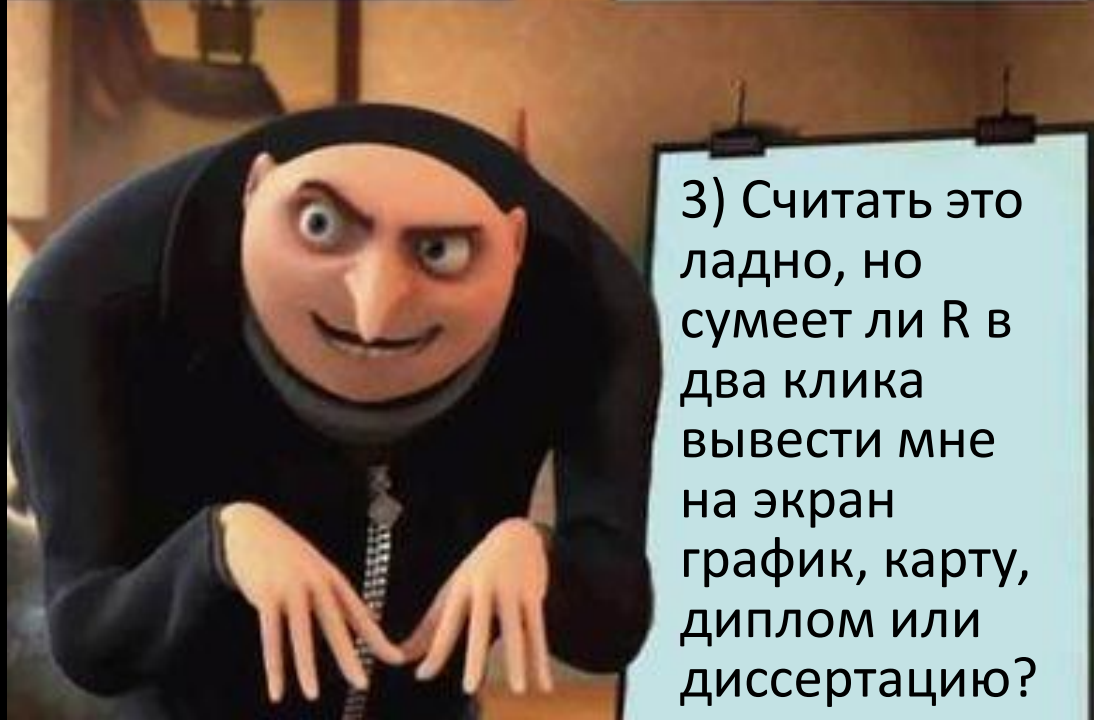 3) Считать это
ладно, но
сумеет ли R в
два клика
вывести мне
на экран
график, карту,
диплом или
диссертацию?